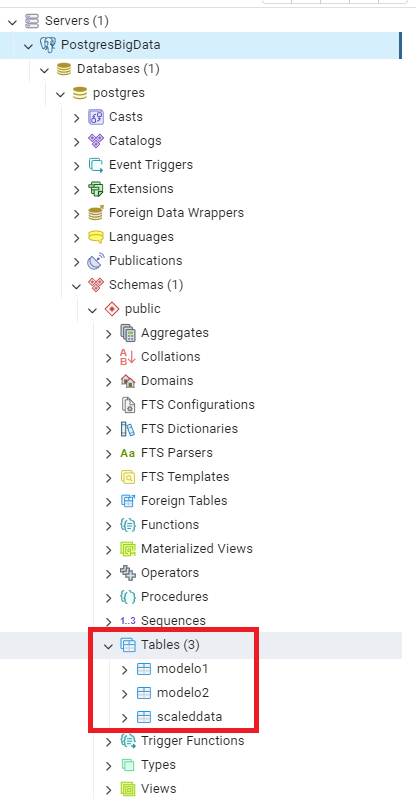 Servers (1)
PostgresBigData
Databases (1)
postgres
Casts
Catalogs
Event Triggers
Extensions
Foreign Data Wrappers
Languages
Publications
Schemas (1)
public
Aggregates
Collations
Domains
FTS Configurations
FTS Dictionaries
Aa FTS Parsers
FTS Templates
Foreign Tables
Functions
Materialized Views
Operators
Procedures
1..3 Sequences
Tables (3)
modelo1
modelo2
scaleddata
Trigger Functions
Types
Views